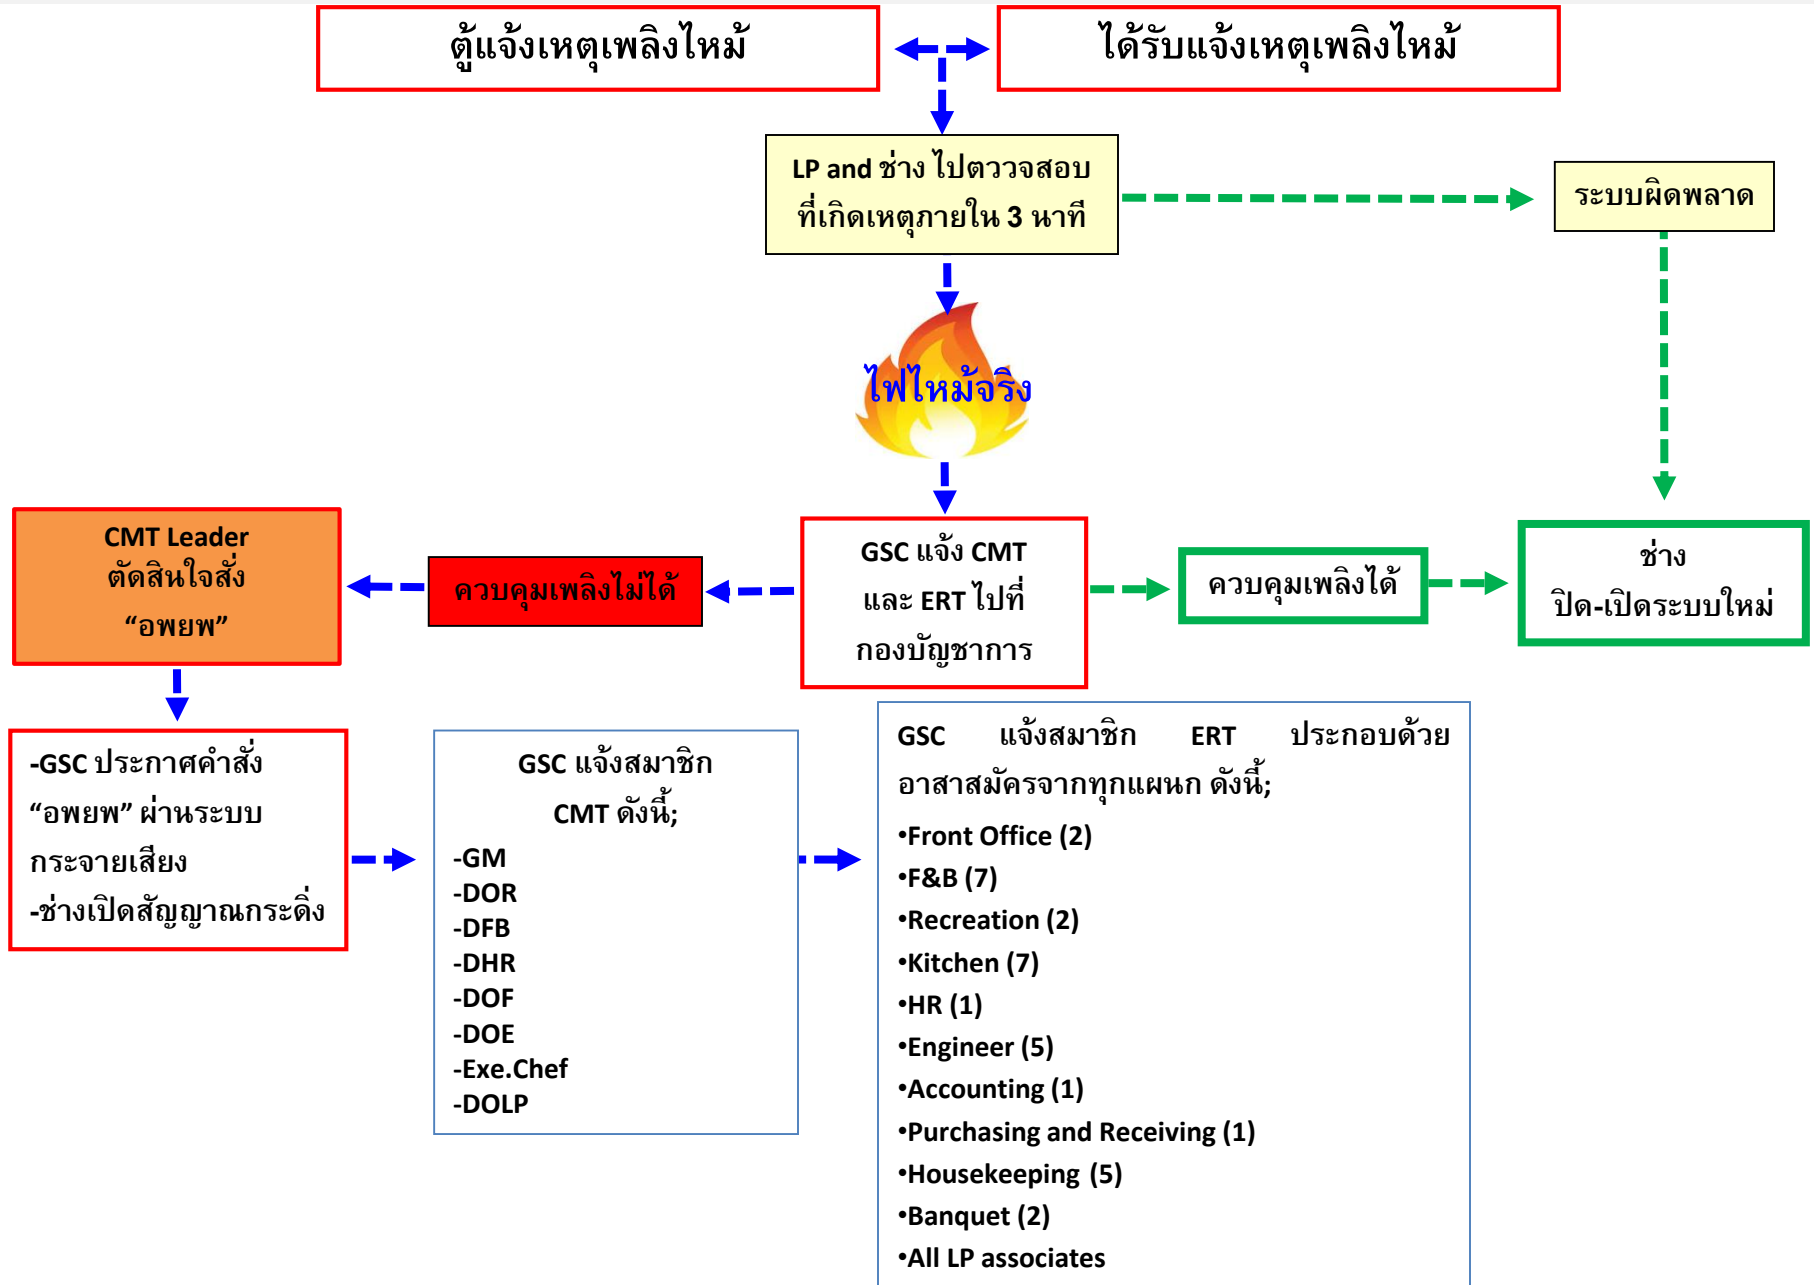 ตู้แจ้งเหตุเพลิงไหม้
ได้รับแจ้งเหตุเพลิงไหม้
LP and ช่าง ไปตววจสอบ
ที่เกิดเหตุภายใน 3 นาที
ระบบผิดพลาด
ไฟไหม้จริง
CMT Leader
ตัดสินใจสั่ง
“อพยพ”
ควบคุมเพลิงไม่ได้
GSC แจ้ง CMT
และ ERT ไปที่
กองบัญชาการ
ควบคุมเพลิงได้
ช่าง
ปิด-เปิดระบบใหม่
-GSC ประกาศคำสั่ง
“อพยพ” ผ่านระบบ
กระจายเสียง
-ช่างเปิดสัญญาณกระดิ่ง
GSC แจ้งสมาชิก
CMT ดังนี้;
-GM
-DOR
-DFB
-DHR
-DOF
-DOE
-Exe.Chef
-DOLP
GSC แจ้งสมาชิก ERT ประกอบด้วย
อาสาสมัครจากทุกแผนก ดังนี้;
•Front Office (2)
•F&B (7)
•Recreation (2)
•Kitchen (7)
•HR (1)
•Engineer (5)
•Accounting (1)
•Purchasing and Receiving (1)
•Housekeeping (5)
•Banquet (2)
•All LP associates